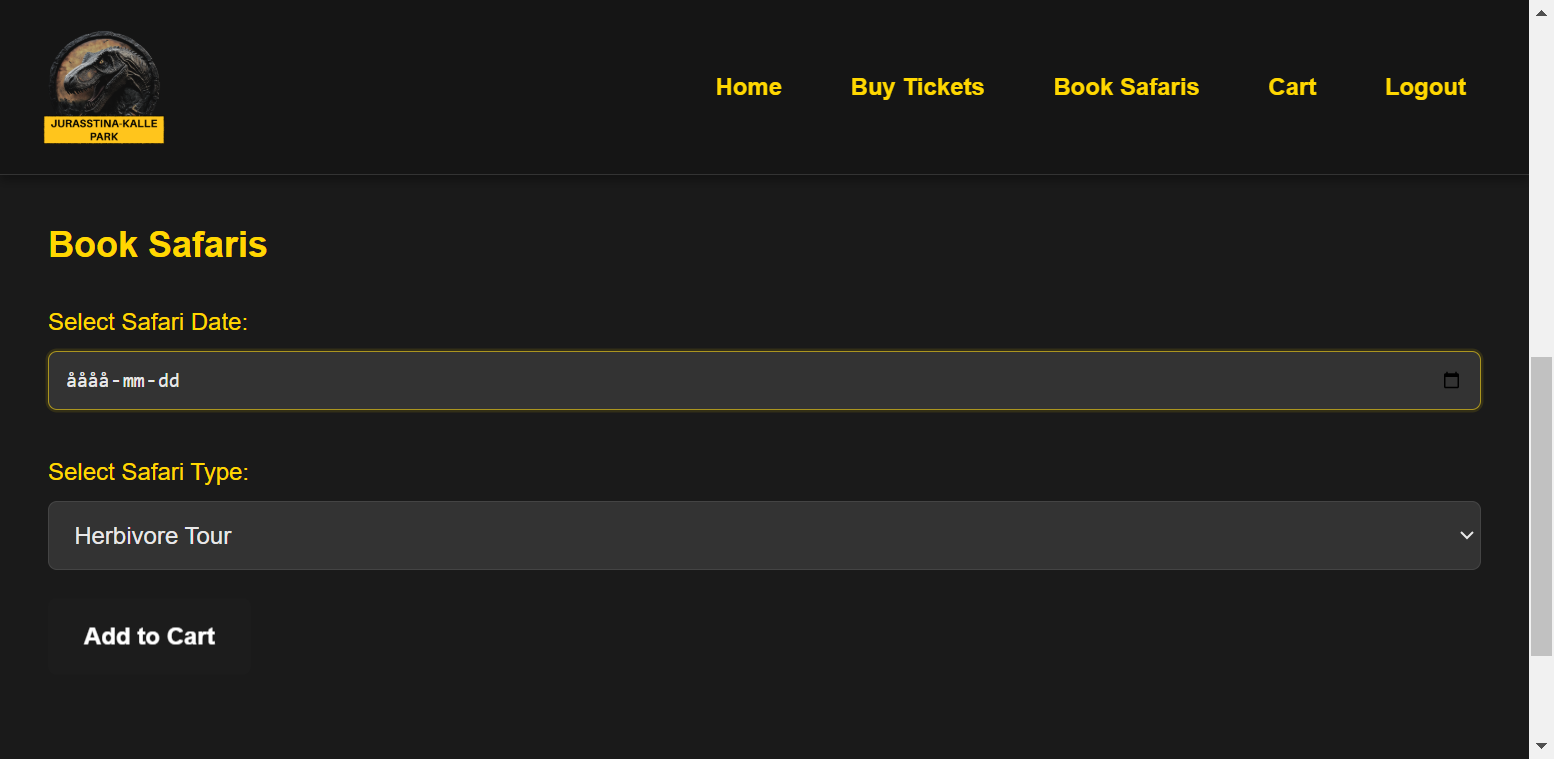 JURASSTINA-KALLE
PARK
Home
Buy Tickets
Book Safaris
Cart
Logout
Book Safaris
Select Safari Date:
åååå-mm-dd
Select Safari Type:
Herbivore Tour
Add to Cart